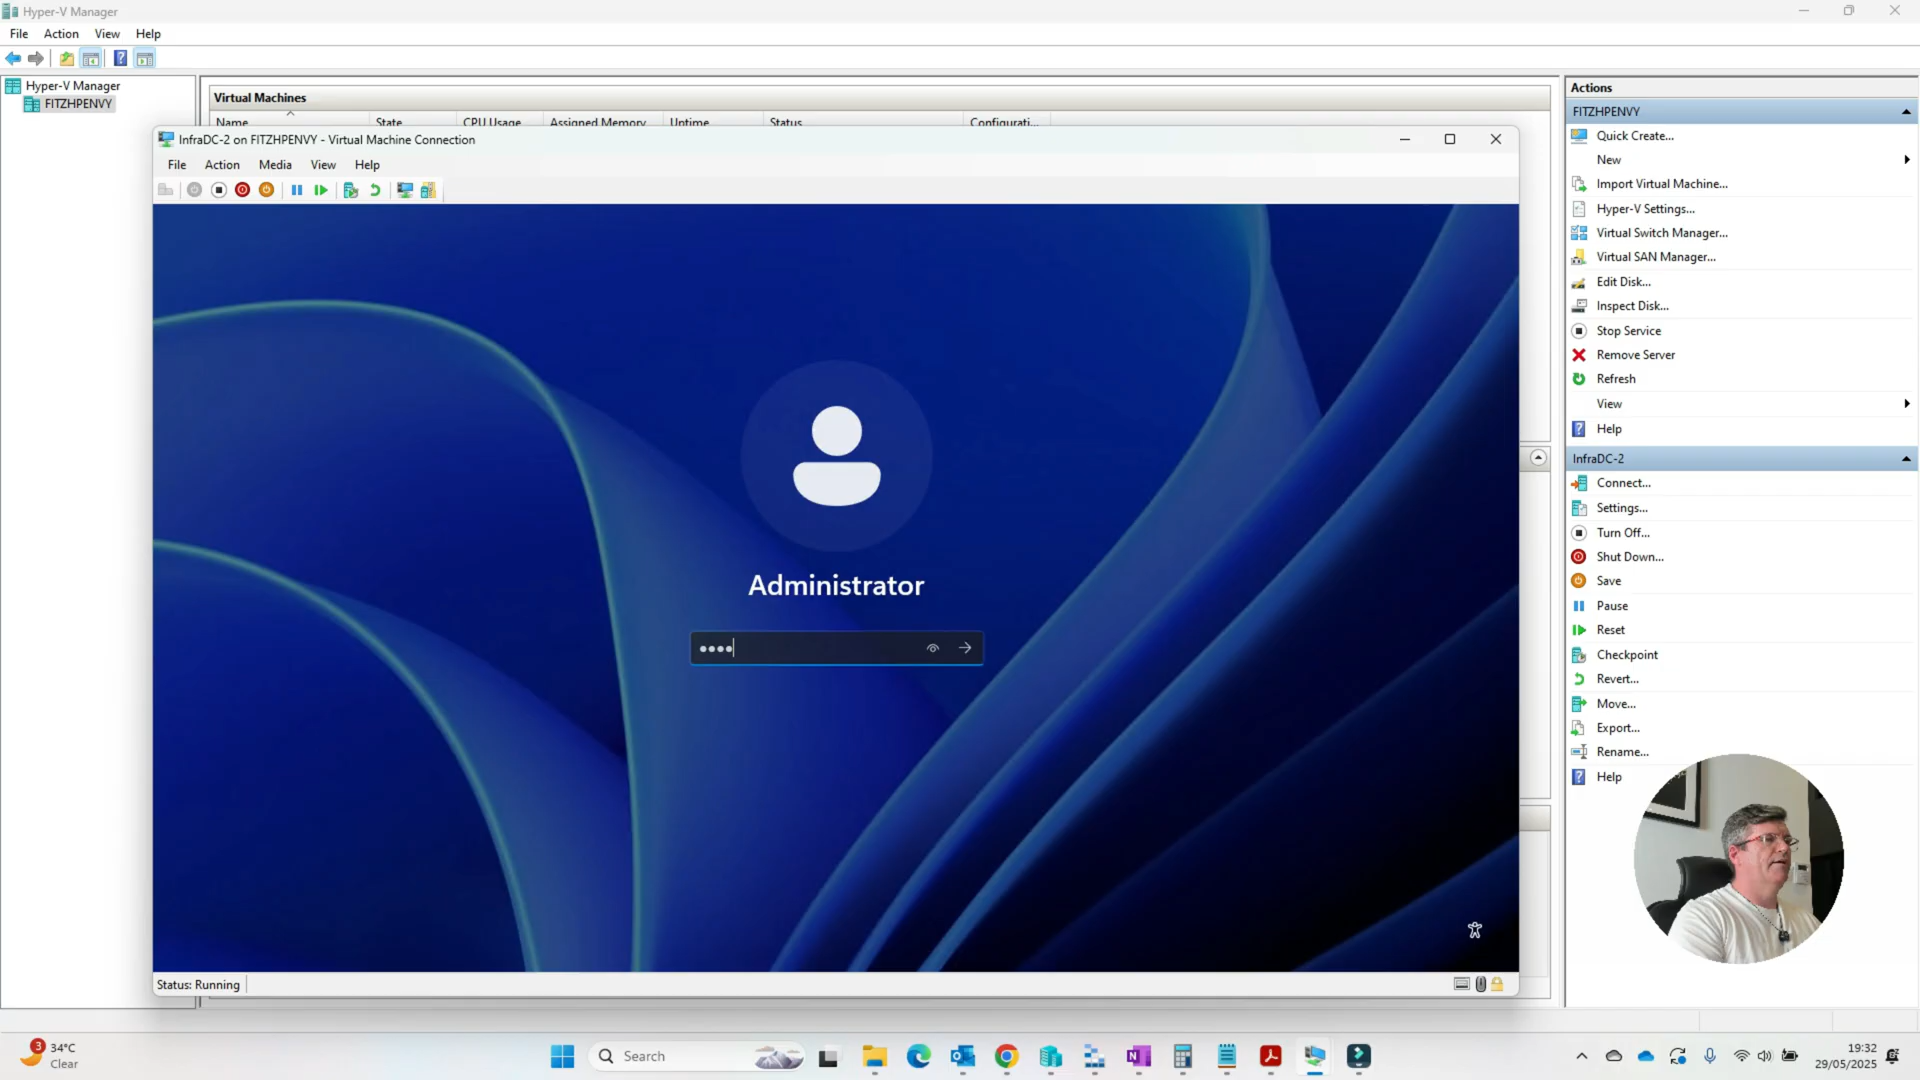 Hyper-V Manager
File Action View Help
Hyper-V Manager
FITZHPENVY
Virtual Machines
Name State CPU Usage Assigned Memory Uptime Status Configurati...
InfraDC-2 on FITZHPENVY - Virtual Machine Connection
File Action Media View Help
Administrator
Status: Running
Actions
FITZHPENVY
Quick Create...
New
Import Virtual Machine...
Hyper-V Settings...
Virtual Switch Manager...
Virtual SAN Manager...
Edit Disk...
Inspect Disk...
Stop Service
Remove Server
Refresh
View
Help
InfraDC-2
Connect...
Settings...
Turn Off...
Shut Down...
Save
Pause
Reset
Checkpoint
Revert...
Move...
Export...
Rename...
Help
3
34°C
Clear
Search
19:32
29/05/2025